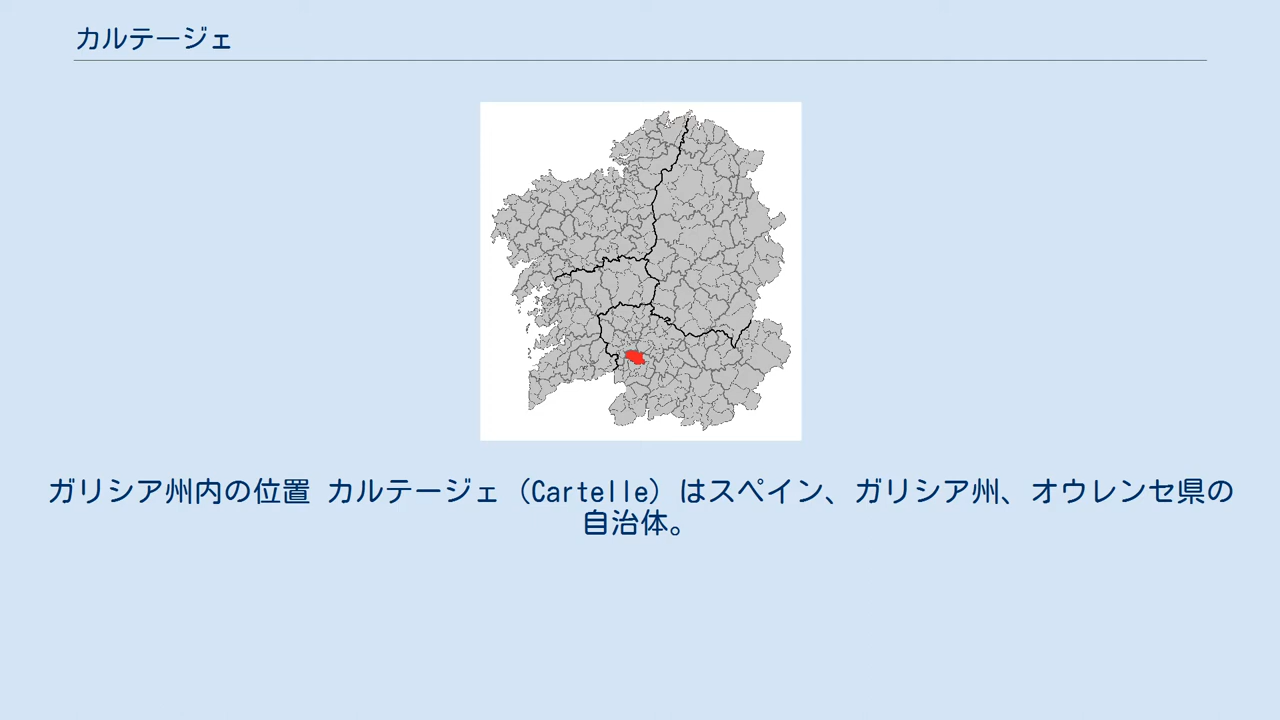 カルテージェ
ガリシア州内の位置 カルテージェ（Cartelle）はスペイン、ガリシア州、オウレンセ県の
自治体。